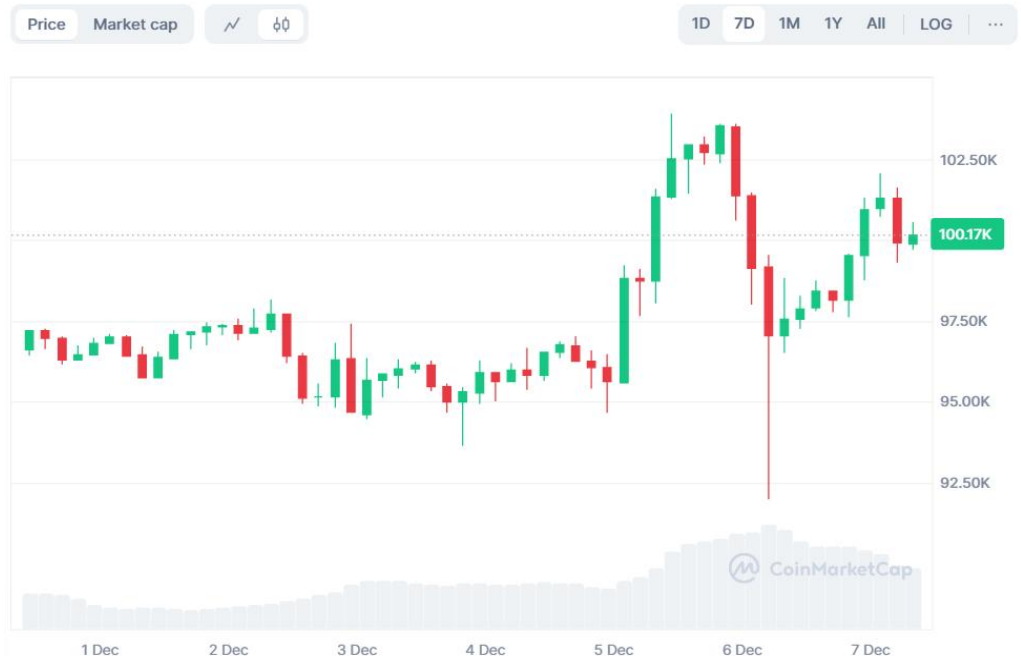 Price Market cap 1D 7D 1M 1Y All LOG ...
102.50K
100.17K
97.50K
95.00K
92.50K
CoinMarketCap
1 Dec 2 Dec 3 Dec 4 Dec 5 Dec 6 Dec 7 Dec